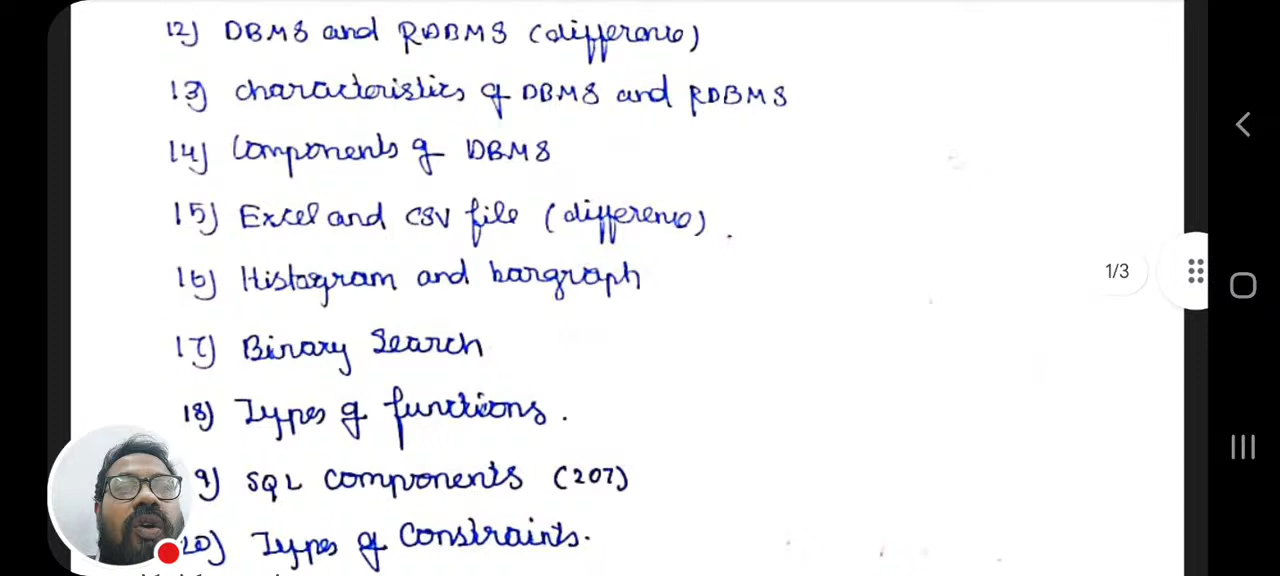 12) DBMS and RDBMS (difference)
13) characteristics of DBMS and RDBMS
14) Components of DBMS
15) Excel and CSV file (difference)
16) Histogram and bargraph
1/3
17) Binary Search
18) Types of functions.
9) SQL components (207)
20) Types of Constraints.